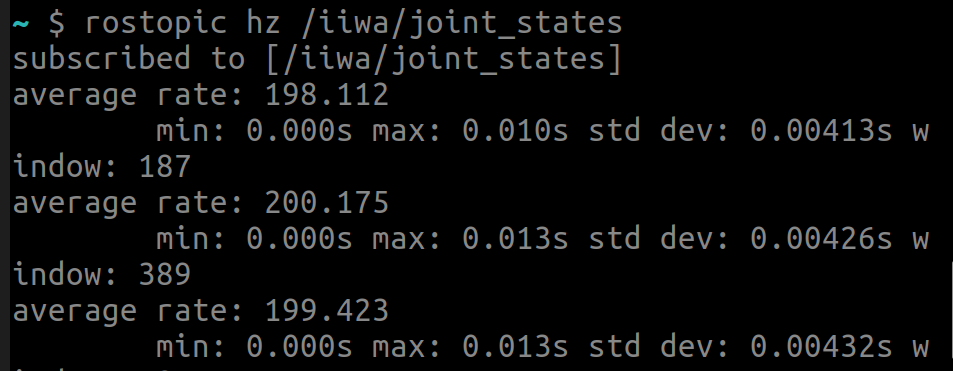 ~ $ rostopic hz /iiwa/joint_states
subscribed to [/iiwa/joint_states]
average rate: 198.112
min: 0.000s max: 0.010s std dev: 0.00413s w
indow: 187
average rate: 200.175
min: 0.000s max: 0.013s std dev: 0.00426s w
indow: 389
average rate: 199.423
min: 0.000s max: 0.013s std dev: 0.00432s w